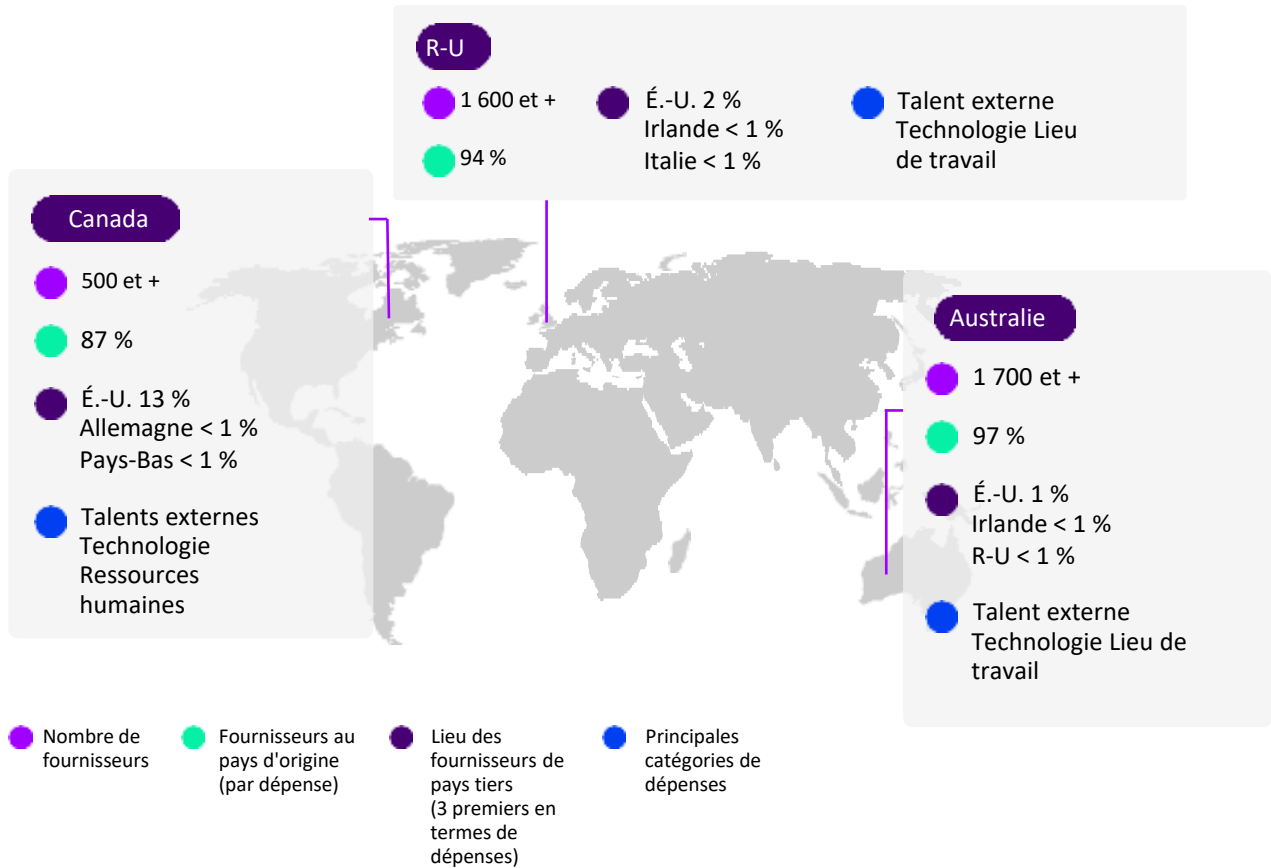 R-U
1 600 et +
94 %
É.-U. 2 %
Irlande < 1 %
Italie < 1 %
Talent externe
Technologie Lieu
de travail
Canada
500 et +
87 %
É.-U. 13 %
Allemagne < 1 %
Pays-Bas < 1 %
Talents externes
Technologie
Ressources
humaines
Australie
1 700 et +
97 %
É.-U. 1 %
Irlande < 1 %
R-U < 1 %
Talent externe
Technologie Lieu de
travail
Nombre de
fournisseurs
Fournisseurs au
pays d'origine
(par dépense)
Lieu des
fournisseurs de
pays tiers
(3 premiers en
termes de
dépenses)
Principales
catégories de
dépenses